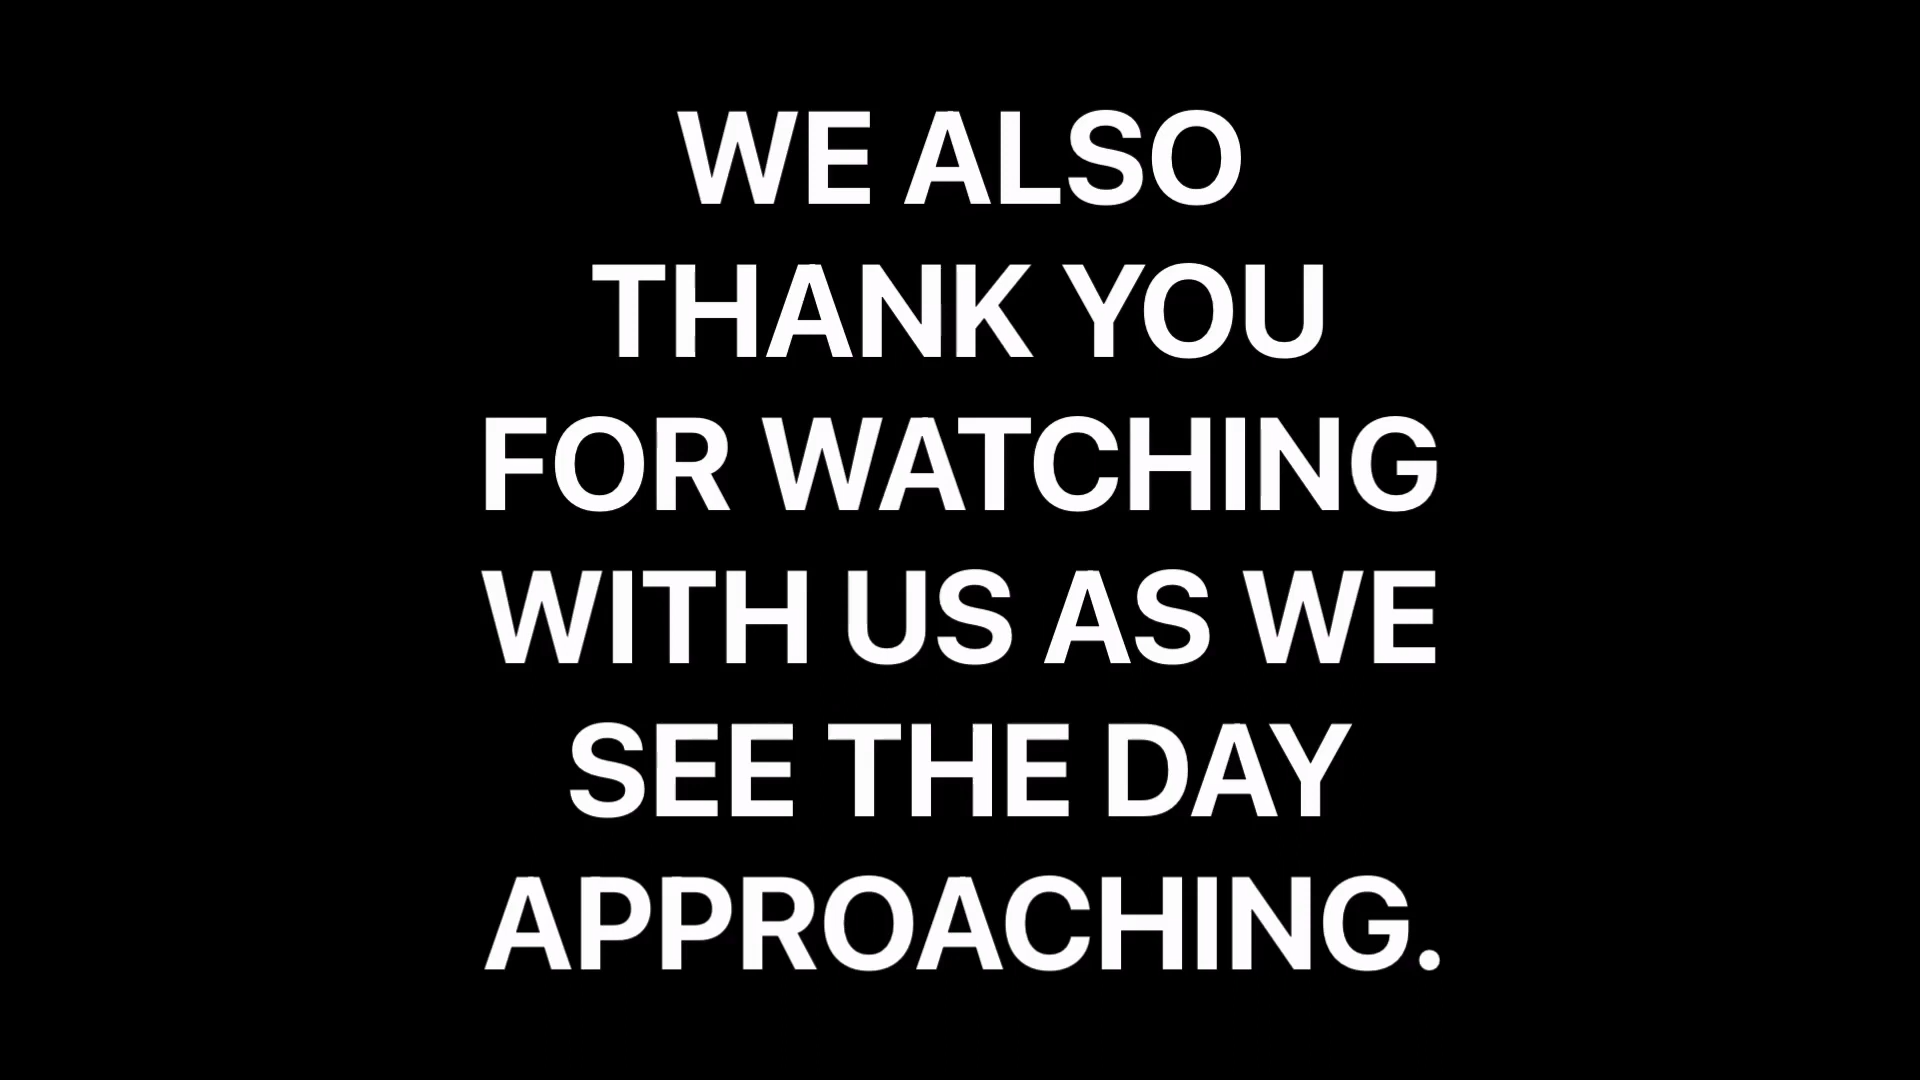 WE ALSO
THANK YOU
FOR WATCHING
WITH US AS WE
SEE THE DAY
APPROACHING.